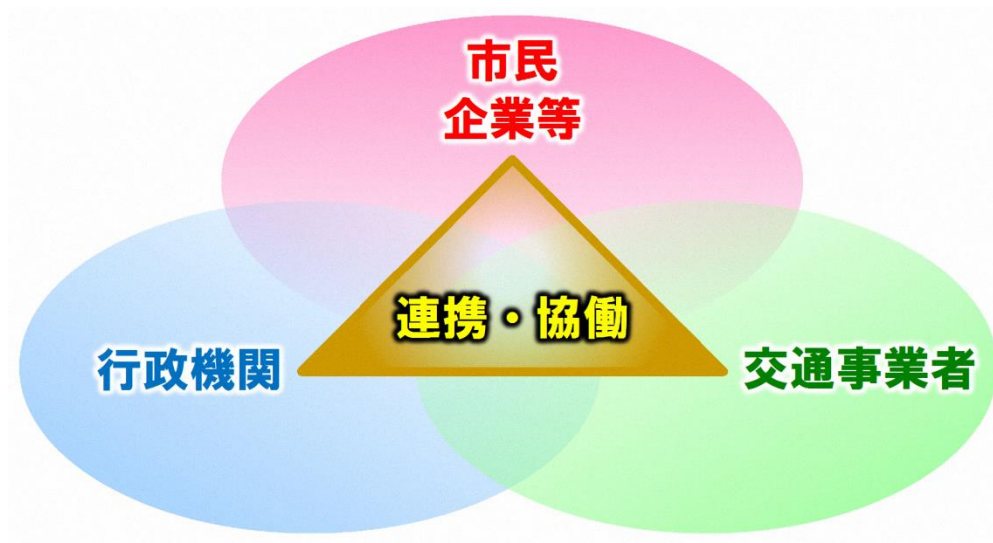 市民
企業等
連携・協働
行政機関
交通事業者